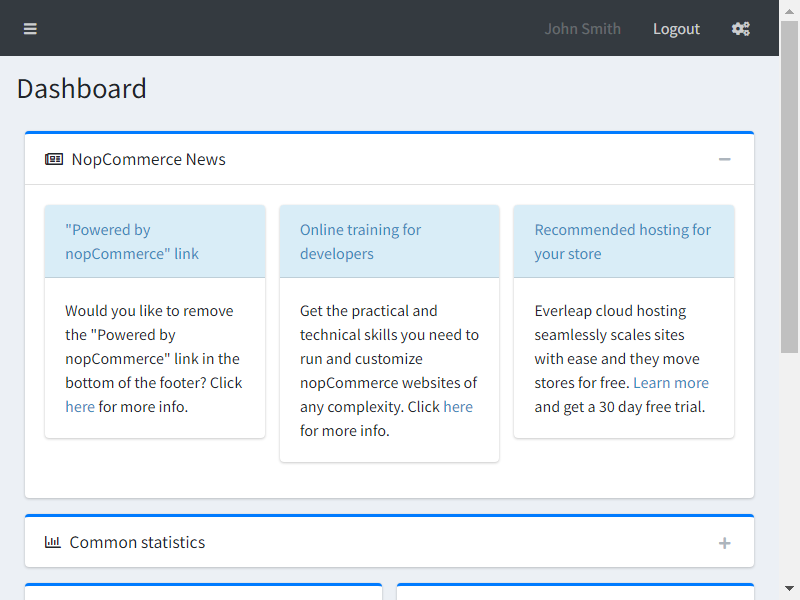 John Smith
Logout
Dashboard
NopCommerce News
"Powered by
nopCommerce" link
Would you like to remove
the "Powered by
nopCommerce" link in the
bottom of the footer? Click
here for more info.
Online training for
developers
Get the practical and
technical skills you need to
run and customize
nopCommerce websites of
any complexity. Click here
for more info.
Recommended hosting for
your store
Everleap cloud hosting
seamlessly scales sites
with ease and they move
stores for free. Learn more
and get a 30 day free trial.
Common statistics